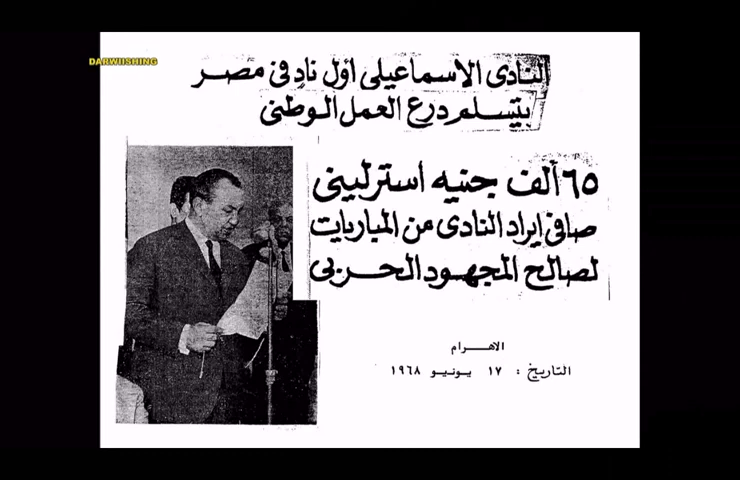 DARWIISHING
النادى الاسماعيلى أول نادٍ فى مصر
يتسلم درع العمل الوطنى
٦٥ ألف جنيه استرلينى
صافى إيراد النادى من المباريات
لصالح المجهود الحربى
الاهرام
التاريخ : ١٧ يونيو ١٩٦٨